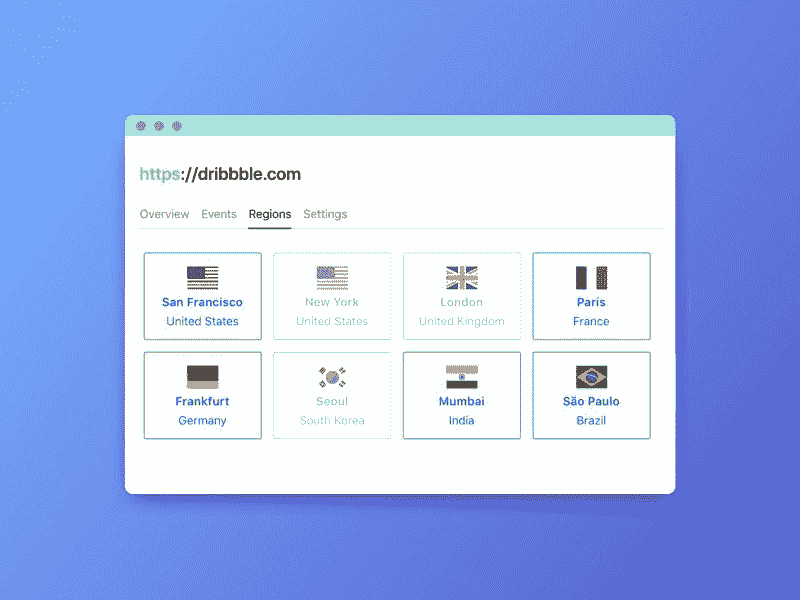 https://dribbble.com
Overview Events Regions Settings
San Francisco
United States
New York
United States
London
United Kingdom
Paris
France
Frankfurt
Germany
Seoul
South Korea
Mumbai
India
São Paulo
Brazil